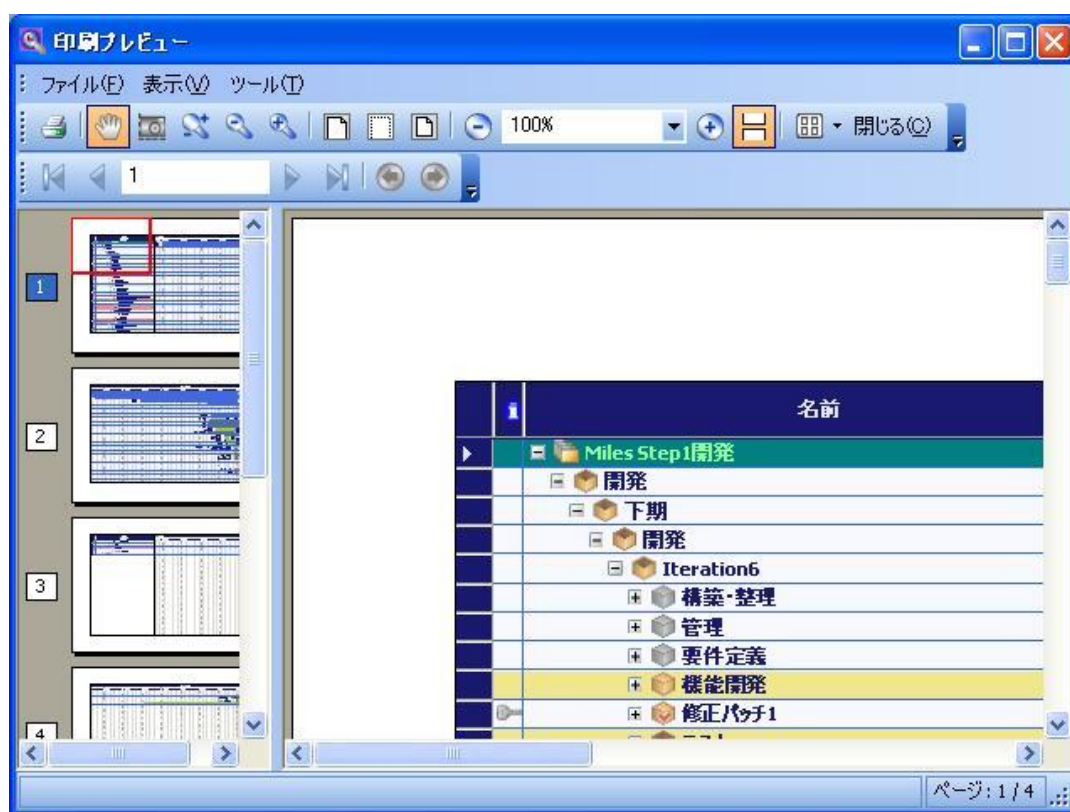 印刷プレビュー
ファイル(F) 表示(V) ツール(T)
100% 閉じる(C)
1
1
2
3
4
名前
Miles Step1開発
開発
下期
開発
Iteration6
構築・整理
管理
要件定義
機能開発
修正パッチ1
ページ: 1 / 4